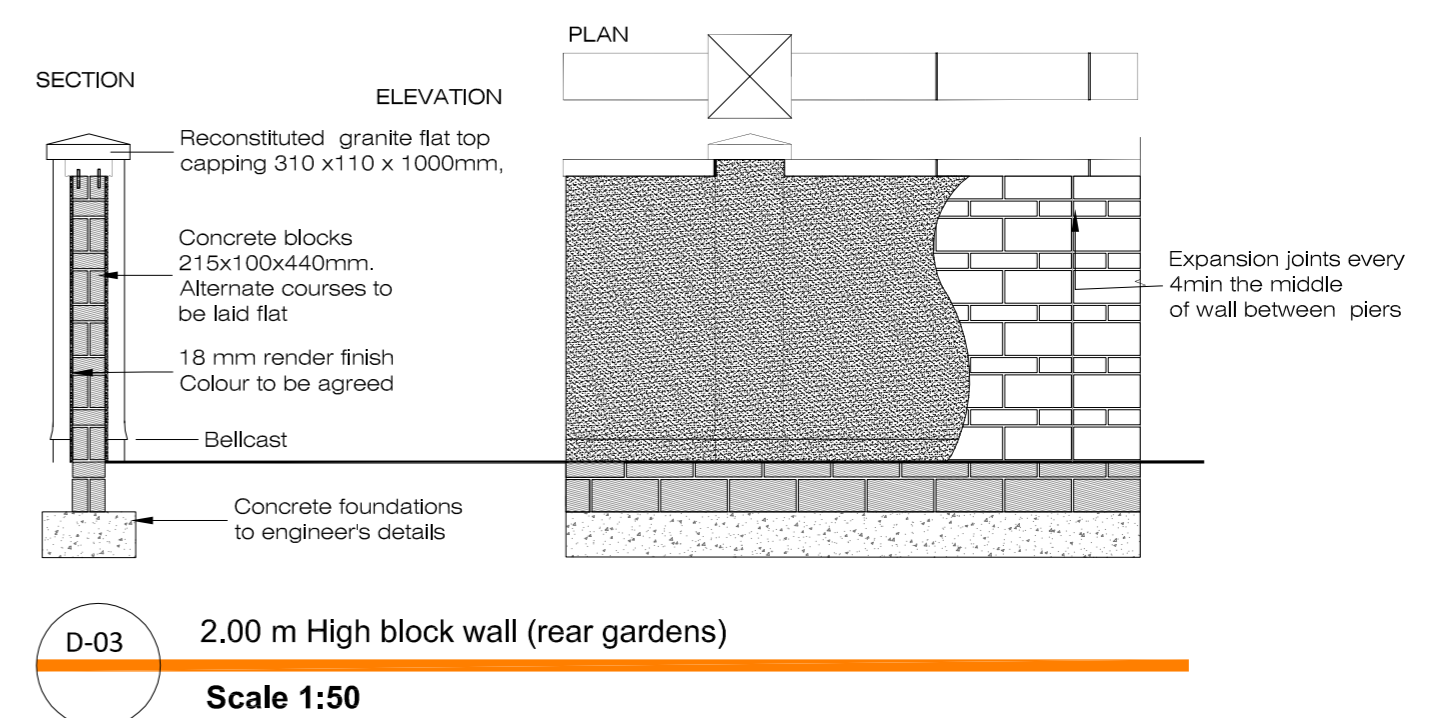 PLAN
SECTION
ELEVATION
Reconstituted granite flat top
capping 310 x110 x 1000mm,
Concrete blocks
215x100x440mm.
Alternate courses to
be laid flat
Expansion joints every
4min the middle
of wall between piers
18 mm render finish
Colour to be agreed
Bellcast
Concrete foundations
to engineer's details
D-03
2.00 m High block wall (rear gardens)
Scale 1:50